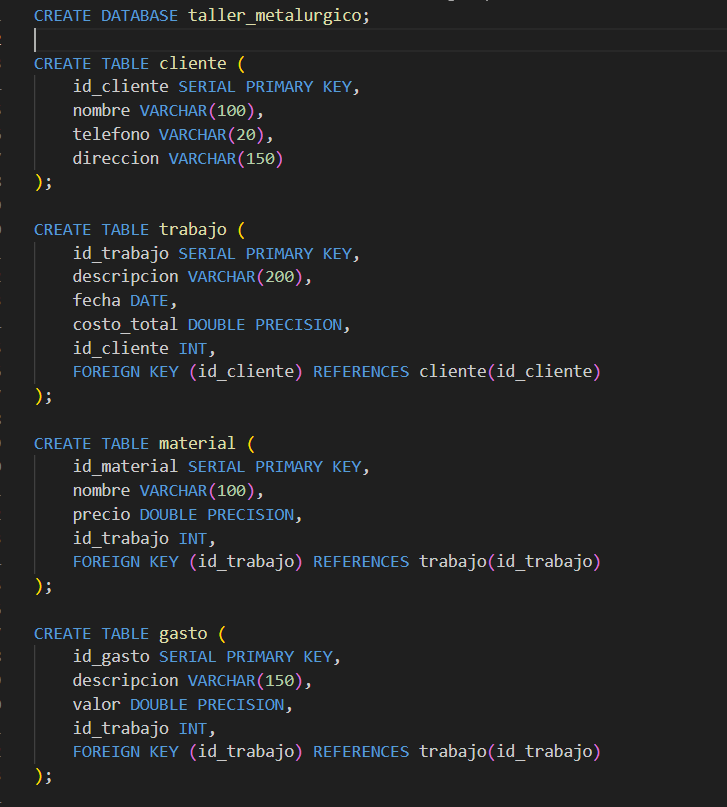 CREATE DATABASE taller_metalurgico;
CREATE TABLE cliente (
id_cliente SERIAL PRIMARY KEY,
nombre VARCHAR(100),
telefono VARCHAR(20),
direccion VARCHAR(150)
);
CREATE TABLE trabajo (
id_trabajo SERIAL PRIMARY KEY,
descripcion VARCHAR(200),
fecha DATE,
costo_total DOUBLE PRECISION,
id_cliente INT,
FOREIGN KEY (id_cliente) REFERENCES cliente(id_cliente)
);
CREATE TABLE material (
id_material SERIAL PRIMARY KEY,
nombre VARCHAR(100),
precio DOUBLE PRECISION,
id_trabajo INT,
FOREIGN KEY (id_trabajo) REFERENCES trabajo(id_trabajo)
);
CREATE TABLE gasto (
id_gasto SERIAL PRIMARY KEY,
descripcion VARCHAR(150),
valor DOUBLE PRECISION,
id_trabajo INT,
FOREIGN KEY (id_trabajo) REFERENCES trabajo(id_trabajo)
);